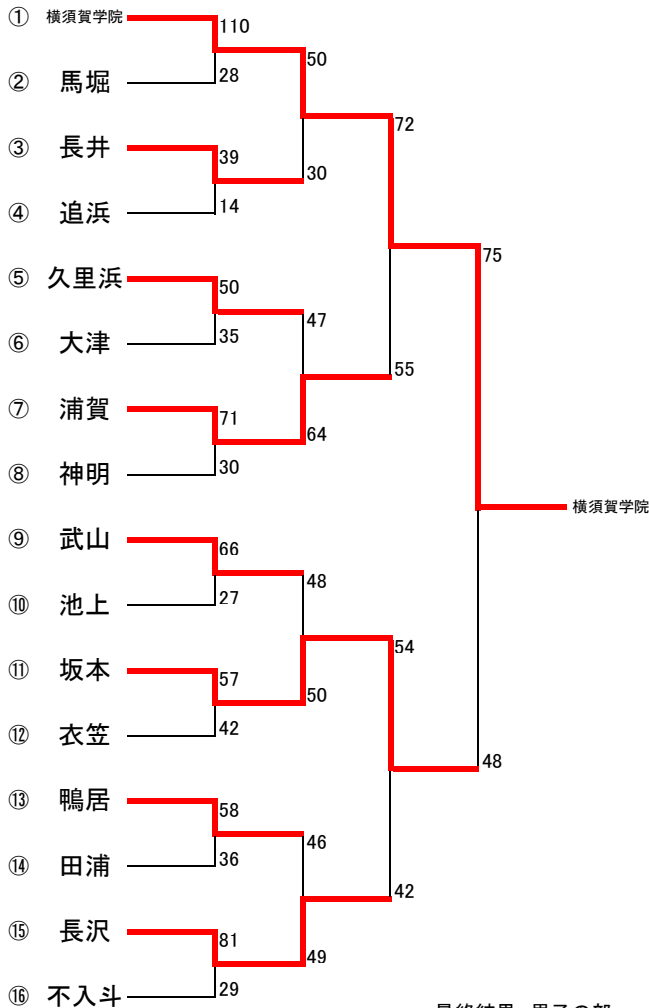 ① 横須賀学院
110
50
② 馬堀
28
72
③ 長井
39
30
④ 追浜
14
75
⑤ 久里浜
50
47
⑥ 大津
35
55
⑦ 浦賀
71
64
⑧ 神明
30
横須賀学院
⑨ 武山
66
48
⑩ 池上
27
54
⑪ 坂本
57
50
⑫ 衣笠
42
48
⑬ 鴨居
58
46
⑭ 田浦
36
42
⑮ 長沢
81
49
⑯ 不入斗
29